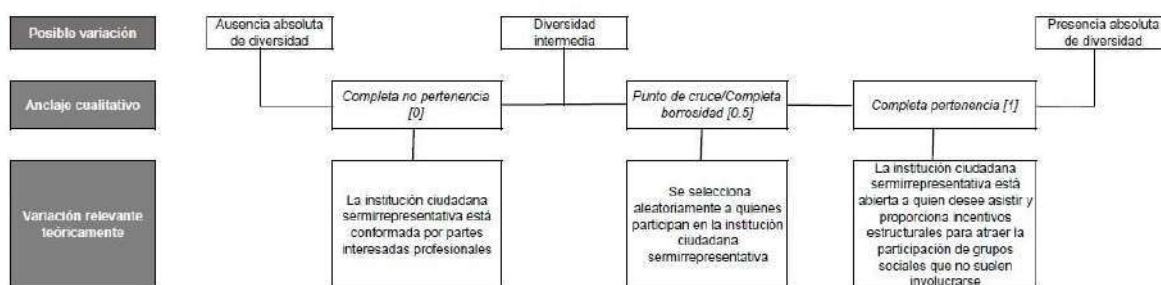 Posible variación
Ausencia absoluta
de diversidad
Diversidad
intermedia
Presencia absoluta
de diversidad
Anclaje cualitativo
Completa no pertenencia
[0]
Punto de cruce/Completa
borrosidad [0.5]
Completa pertenencia [1]
Variación relevante
teóricamente
La institución ciudadana
sermirrepresentativa está
conformada por partes
interesadas profesionales
Se selecciona
aleatoriamente a quienes
participan en la institución
ciudadana
sermirrepresentativa
La institución ciudadana
sermirrepresentativa está
abierta a quien desee asistir y
proporciona incentivos
estructurales para atraer la
participación de grupos
sociales que no suelen
involucrarse